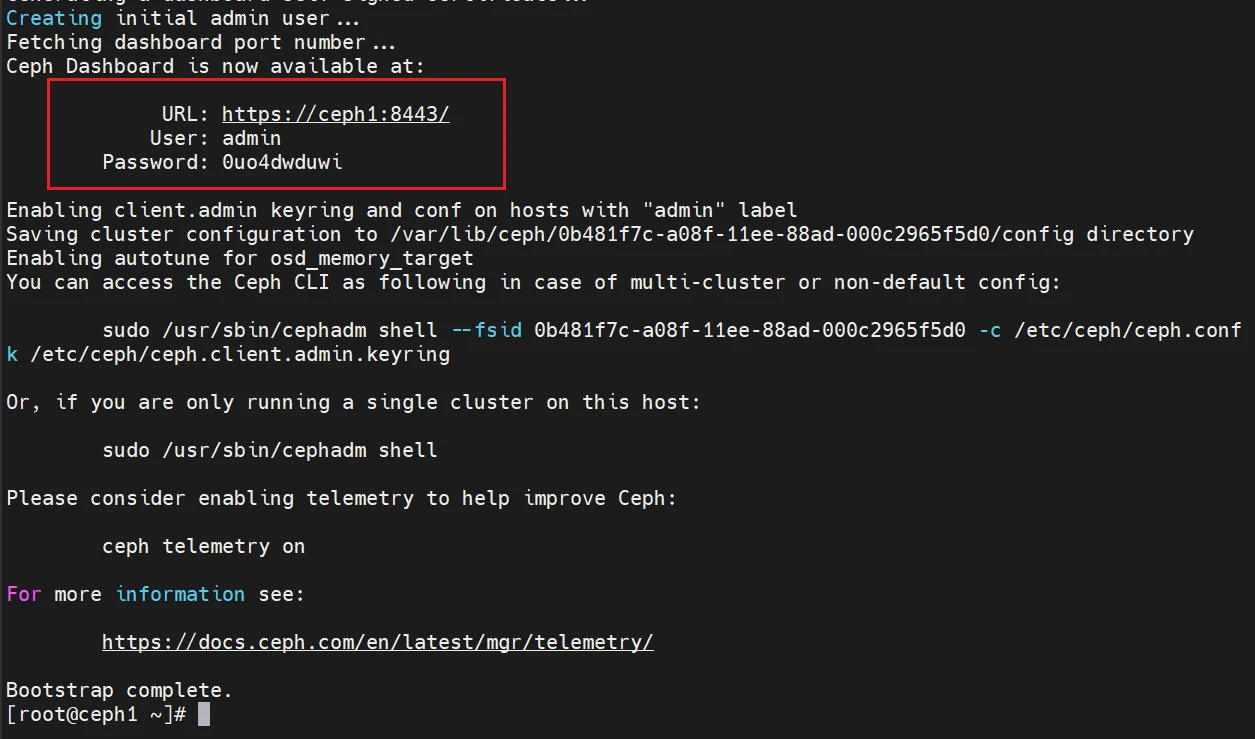 Creating initial admin user...
Fetching dashboard port number...
Ceph Dashboard is now available at:
URL: https://ceph1:8443/
User: admin
Password: 0uo4dwduwi
Enabling client.admin keyring and conf on hosts with "admin" label
Saving cluster configuration to /var/lib/ceph/0b481f7c-a08f-11ee-88ad-000c2965f5d0/config directory
Enabling autotune for osd_memory_target
You can access the Ceph CLI as following in case of multi-cluster or non-default config:
sudo /usr/sbin/cephadm shell --fsid 0b481f7c-a08f-11ee-88ad-000c2965f5d0 -c /etc/ceph/ceph.conf
k /etc/ceph/ceph.client.admin.keyring
Or, if you are only running a single cluster on this host:
sudo /usr/sbin/cephadm shell
Please consider enabling telemetry to help improve Ceph:
ceph telemetry on
For more information see:
https://docs.ceph.com/en/latest/mgr/telemetry/
Bootstrap complete.
[root@ceph1 ~]#